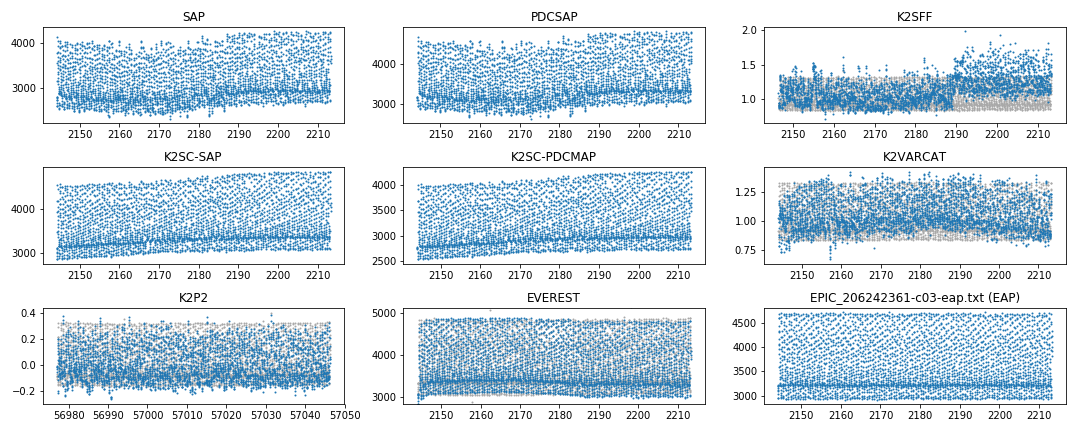 SAP PDCSAP K2SFF
4000 3000 4000 3000 2.0 1.5 1.0
2150 2160 2170 2180 2190 2200 2210 2150 2160 2170 2180 2190 2200 2210 2150 2160 2170 2180 2190 2200 2210
K2SC-SAP K2SC-PDCMAP K2VARCAT
4000 3000 4000 3500 3000 2500 1.25 1.00 0.75
2150 2160 2170 2180 2190 2200 2210 2150 2160 2170 2180 2190 2200 2210 2150 2160 2170 2180 2190 2200 2210
K2P2 EVEREST EPIC_206242361-c03-eap.txt (EAP)
0.4 0.2 0.0 −0.2 5000 4000 3000 4500 4000 3500 3000
56980 56990 57000 57010 57020 57030 57040 57050 2150 2160 2170 2180 2190 2200 2210 2150 2160 2170 2180 2190 2200 2210